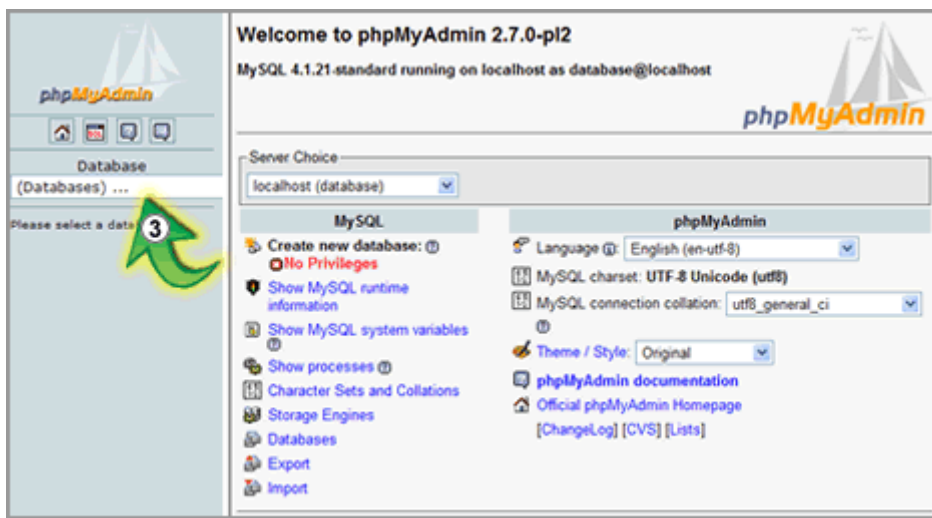 phpMyAdmin
SQL
Database
(Databases) ...
Please select a data
3
Welcome to phpMyAdmin 2.7.0-pl2
MySQL 4.1.21-standard running on localhost as database@localhost
phpMyAdmin
Server Choice
localhost (database)
MySQL
Create new database: ?
No Privileges
Show MySQL runtime
information
Show MySQL system variables
?
Show processes ?
Character Sets and Collations
Storage Engines
Databases
Export
Import
phpMyAdmin
Language ?: English (en-utf-8)
MySQL charset: UTF-8 Unicode (utf8)
MySQL connection collation: utf8_general_ci
?
Theme / Style: Original
phpMyAdmin documentation
Official phpMyAdmin Homepage
[ChangeLog] [CVS] [Lists]